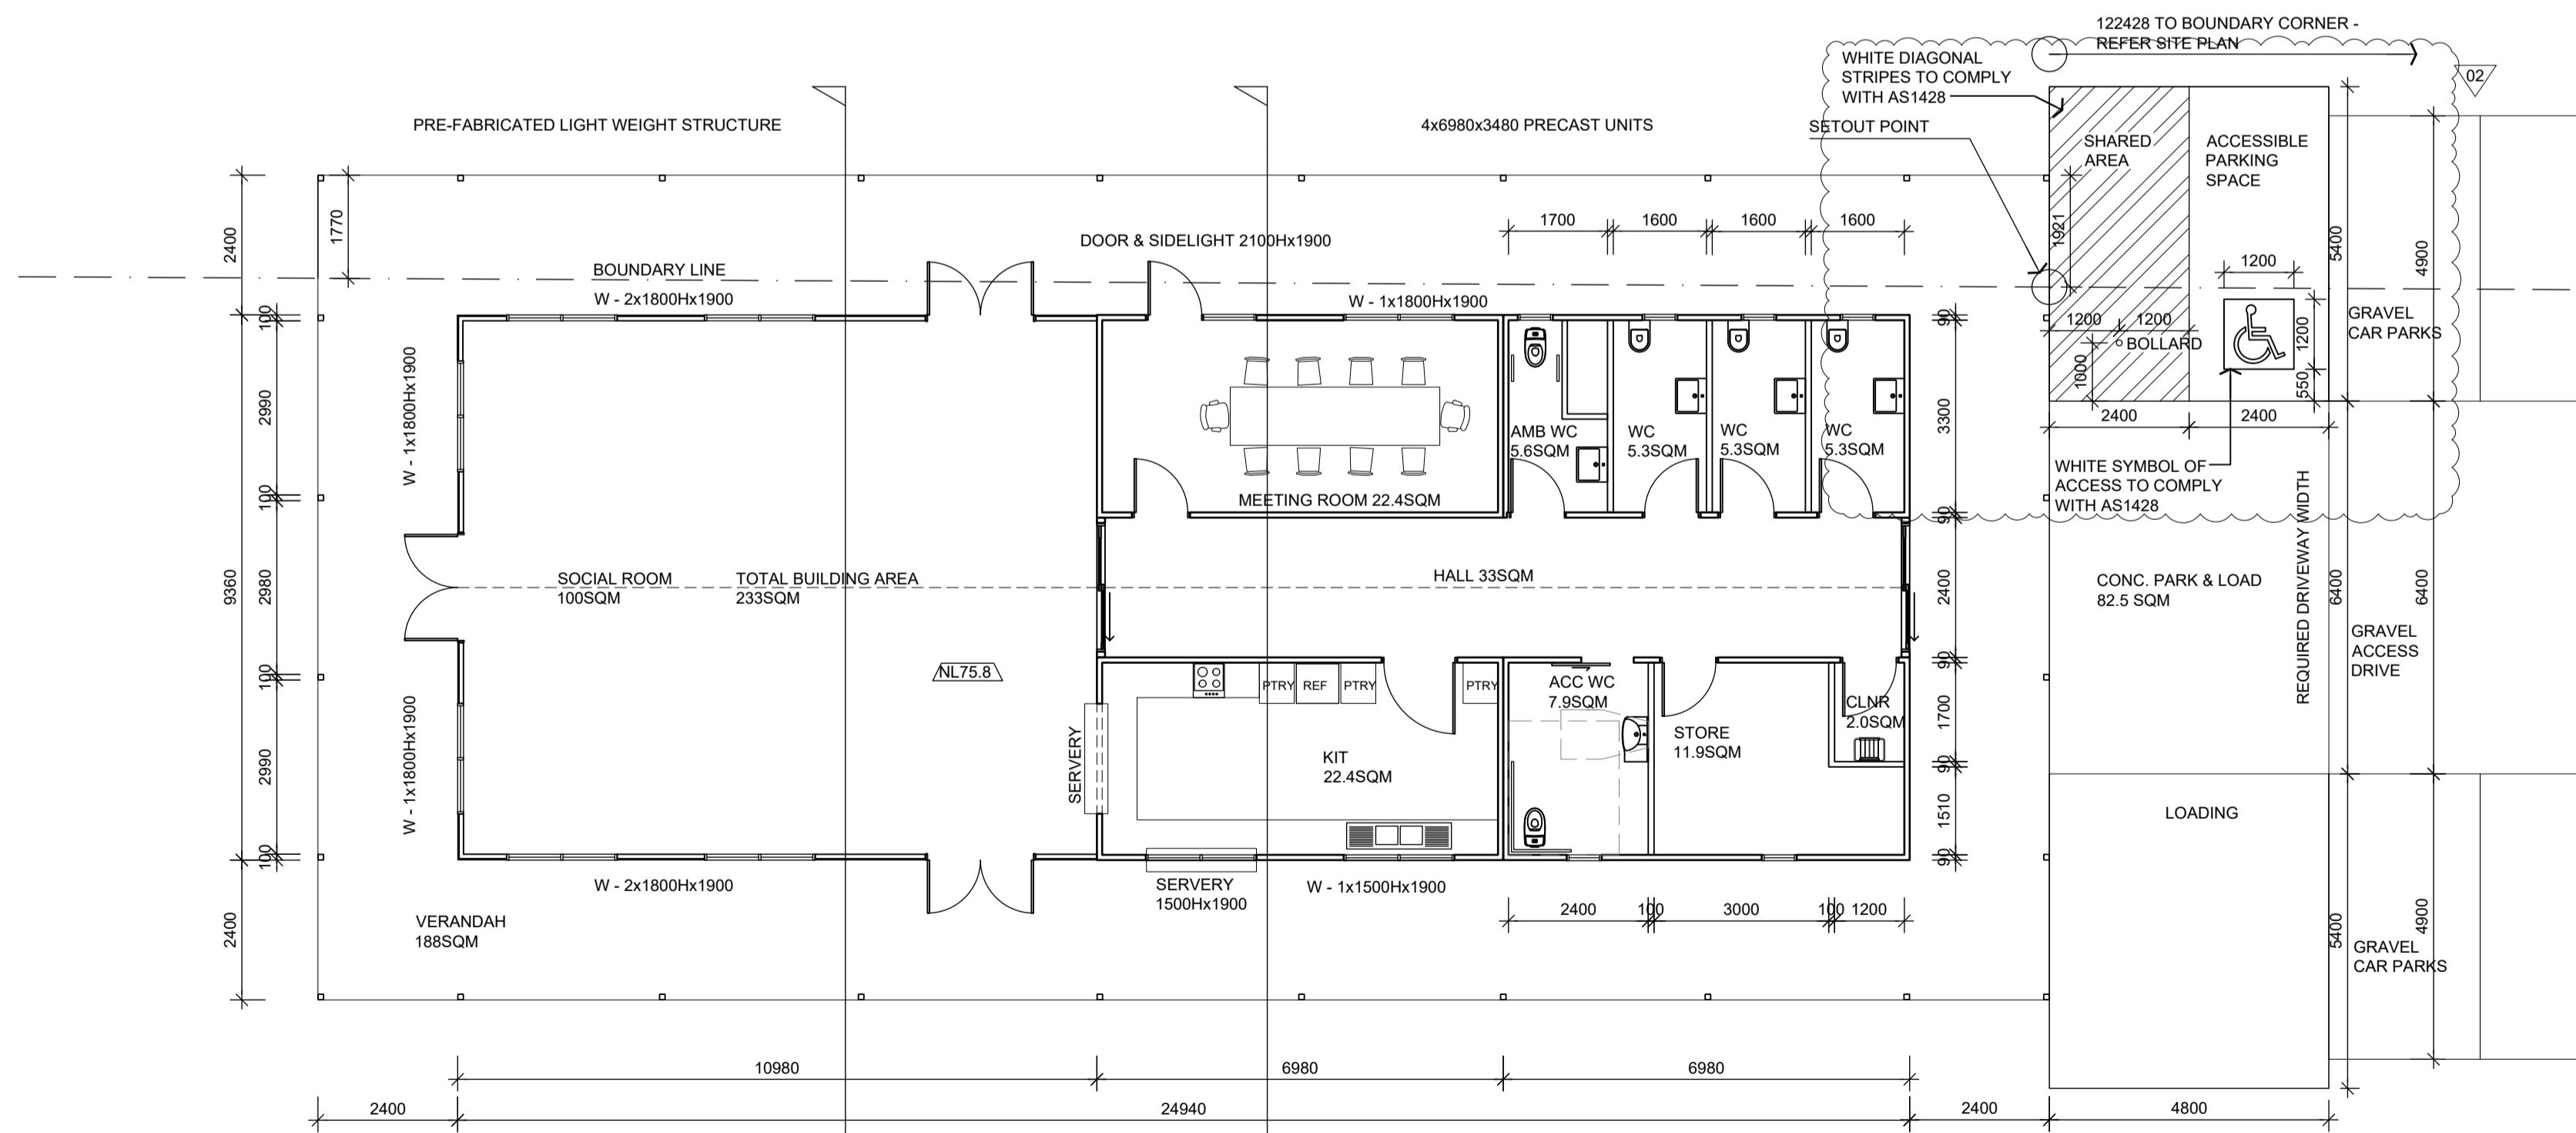 122428 TO BOUNDARY CORNER -
REFER SITE PLAN
WHITE DIAGONAL
STRIPES TO COMPLY
WITH AS1428
02
PRE-FABRICATED LIGHT WEIGHT STRUCTURE
4x6980x3480 PRECAST UNITS
SETOUT POINT
SHARED
AREA
ACCESSIBLE
PARKING
SPACE
2400
1770
1700
1600
1600
1600
1921
5400
4900
DOOR & SIDELIGHT 2100Hx1900
BOUNDARY LINE
W - 2x1800Hx1900
W - 1x1800Hx1900
1200
1200
1200
1200
BOLLARD
1000
550
GRAVEL
CAR PARKS
2400
2400
100
2990
100
2980
100
2990
100
9360
2400
W - 1x1800Hx1900
W - 1x1800Hx1900
90
3300
90
2400
90
1700
90
1510
90
AMB WC
5.6SQM
WC
5.3SQM
WC
5.3SQM
WC
5.3SQM
MEETING ROOM 22.4SQM
WHITE SYMBOL OF
ACCESS TO COMPLY
WITH AS1428
REQUIRED DRIVEWAY WIDTH
SOCIAL ROOM
100SQM
TOTAL BUILDING AREA
233SQM
HALL 33SQM
CONC. PARK & LOAD
82.5 SQM
6400
6400
GRAVEL
ACCESS
DRIVE
NL75.8
PTRY
REF
PTRY
PTRY
ACC WC
7.9SQM
CLNR
2.0SQM
STORE
11.9SQM
SERVERY
KIT
22.4SQM
LOADING
W - 2x1800Hx1900
SERVERY
1500Hx1900
W - 1x1500Hx1900
VERANDAH
188SQM
2400
100
3000
100
1200
5400
4900
GRAVEL
CAR PARKS
10980
6980
6980
2400
24940
2400
4800